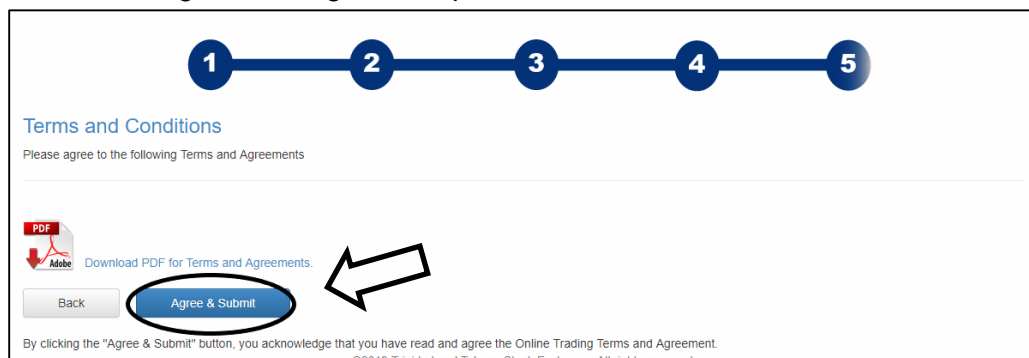 1 2 3 4 5
Terms and Conditions
Please agree to the following Terms and Agreements
PDF
Adobe
Download PDF for Terms and Agreements.
Back Agree & Submit
By clicking the "Agree & Submit" button, you acknowledge that you have read and agree the Online Trading Terms and Agreement.